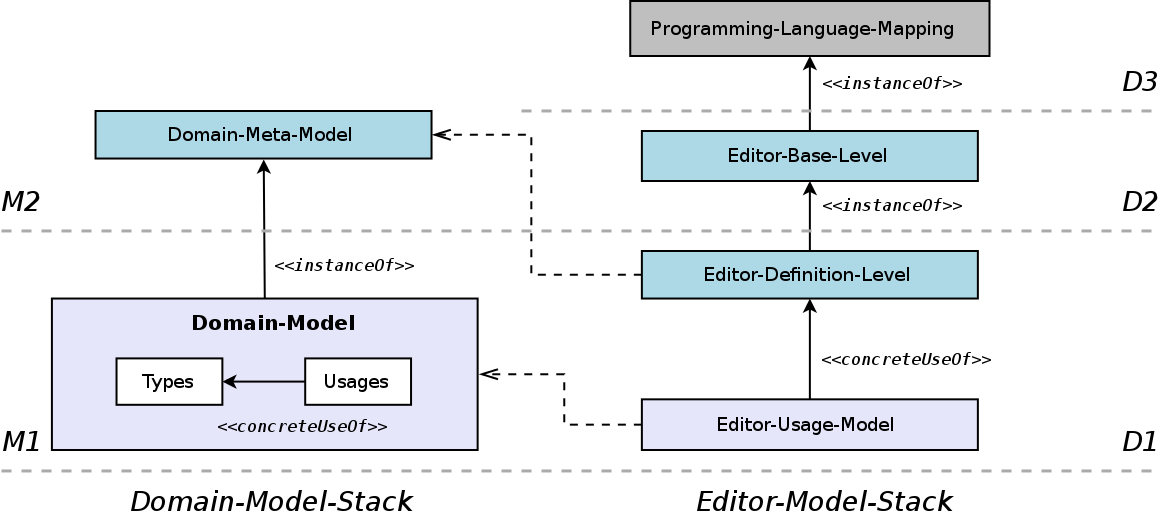 Programming-Language-Mapping
<<instanceOf>>
D3
Domain-Meta-Model
Editor-Base-Level
M2
<<instanceOf>>
D2
<<instanceOf>>
Editor-Definition-Level
Domain-Model
Types
Usages
<<concreteUseOf>>
<<concreteUseOf>>
Editor-Usage-Model
M1
D1
Domain-Model-Stack
Editor-Model-Stack